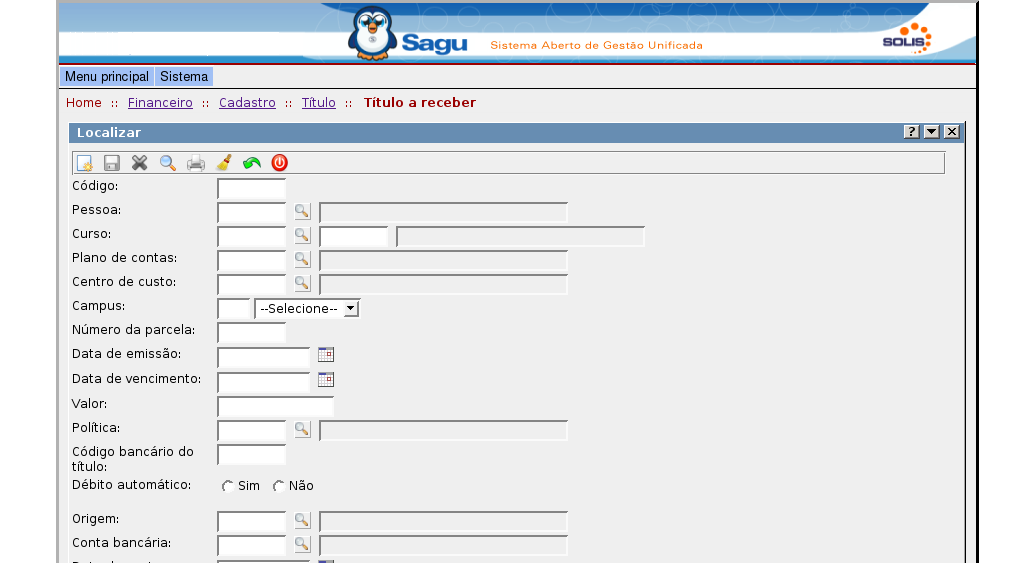 Sagu Sistema Aberto de Gestão Unificada SOLIS
Menu principal Sistema
Home :: Financeiro :: Cadastro :: Título :: Título a receber
Localizar ?
Código:
Pessoa:
Curso:
Plano de contas:
Centro de custo:
Campus: --Selecione--
Número da parcela:
Data de emissão:
Data de vencimento:
Valor:
Política:
Código bancário do
título:
Débito automático: Sim Não
Origem:
Conta bancária: